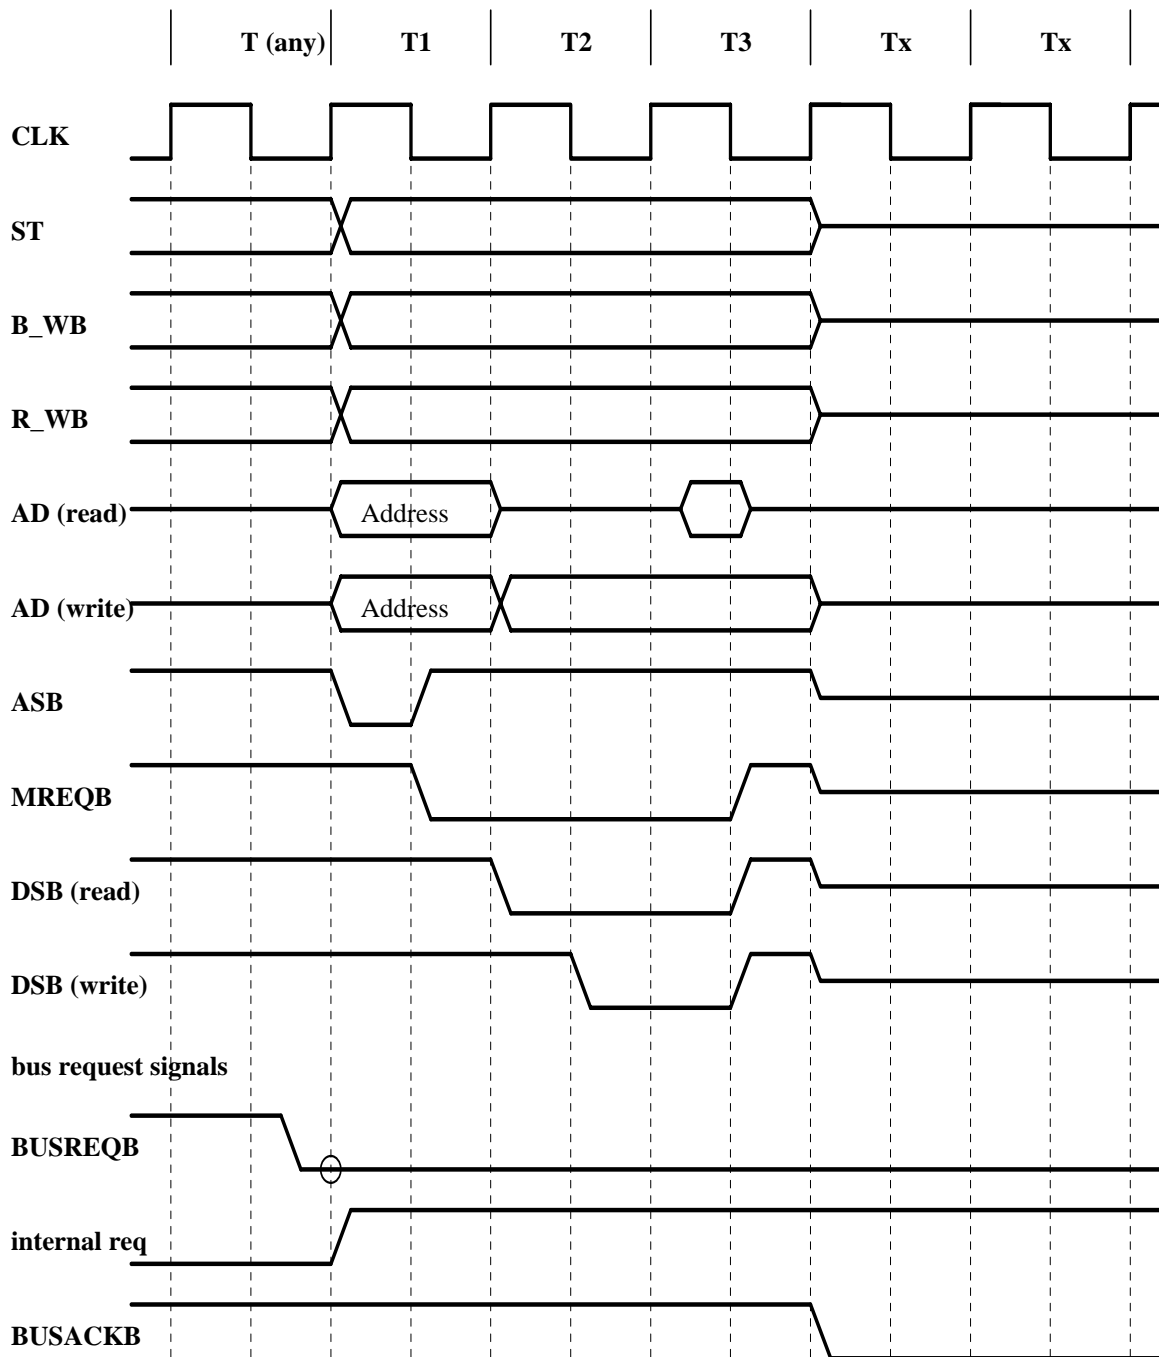 T (any) T1 T2 T3 Tx Tx
CLK
ST
B_WB
R_WB
AD (read) Address
AD (write) Address
ASB
MREQB
DSB (read)
DSB (write)
bus request signals
BUSREQB
internal req
BUSACKB